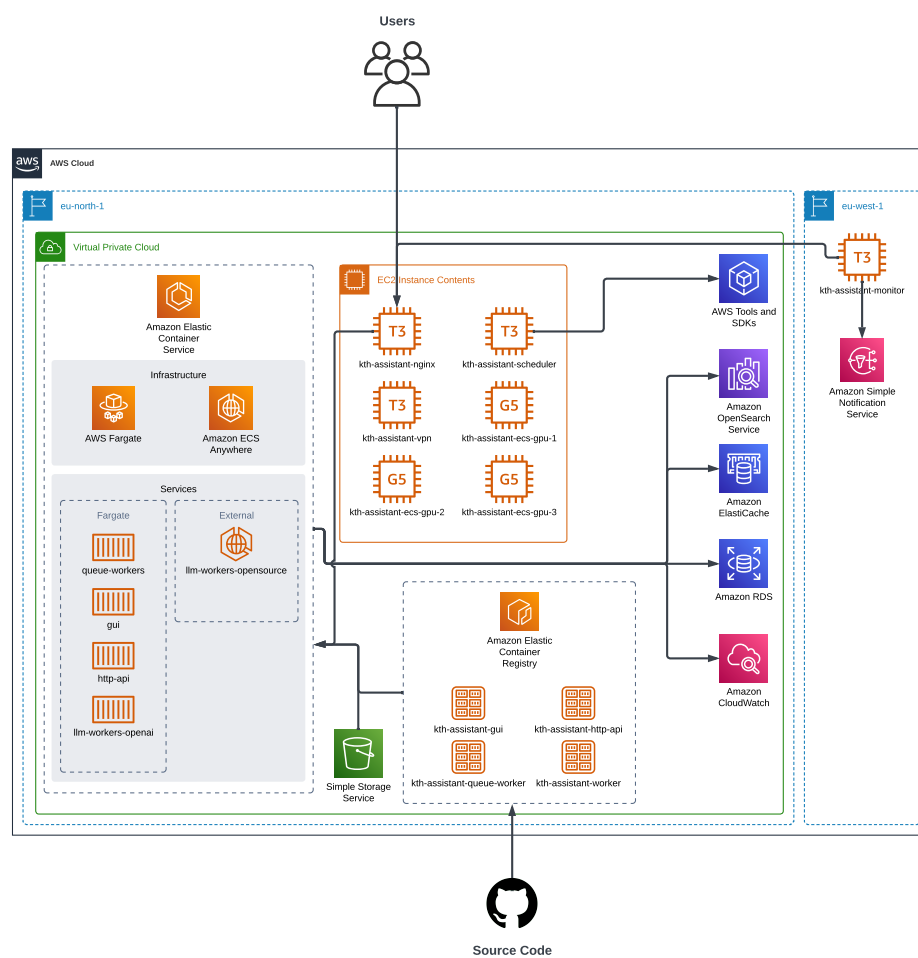 Users
aws
AWS Cloud
eu-north-1
eu-west-1
Virtual Private Cloud
Amazon Elastic
Container
Service
Infrastructure
AWS Fargate
Amazon ECS
Anywhere
Services
Fargate
queue-workers
gui
http-api
llm-workers-openai
External
llm-workers-opensource
EC2 Instance Contents
T3
kth-assistant-nginx
T3
kth-assistant-scheduler
T3
kth-assistant-vpn
G5
kth-assistant-ecs-gpu-1
G5
kth-assistant-ecs-gpu-2
G5
kth-assistant-ecs-gpu-3
AWS Tools and
SDKs
Amazon
OpenSearch
Service
Amazon
ElastiCache
Amazon RDS
Amazon
CloudWatch
T3
kth-assistant-monitor
Amazon Simple
Notification
Service
Amazon Elastic
Container
Registry
kth-assistant-gui
kth-assistant-http-api
kth-assistant-queue-worker
kth-assistant-worker
Simple Storage
Service
Source Code